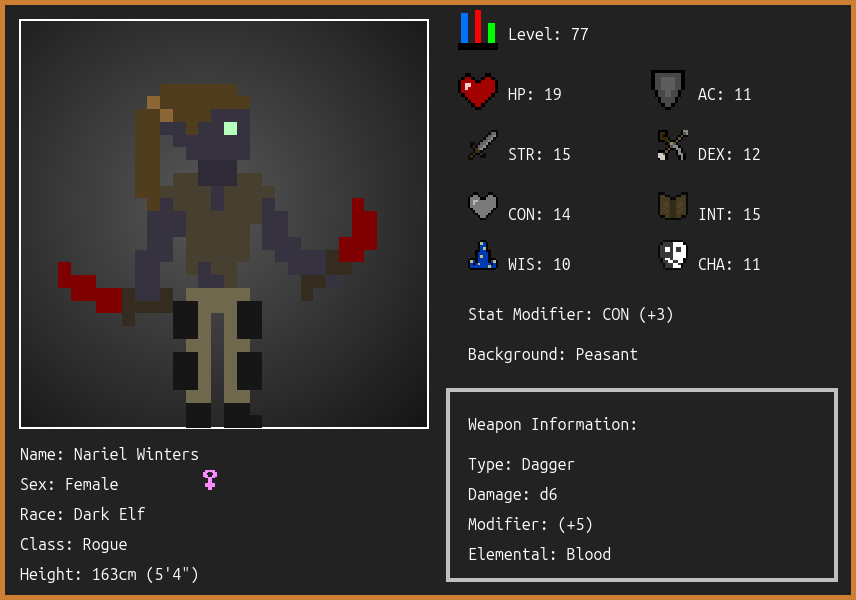 Level: 77
HP: 19
AC: 11
STR: 15
DEX: 12
CON: 14
INT: 15
WIS: 10
CHA: 11
Stat Modifier: CON (+3)
Background: Peasant
Weapon Information:
Type: Dagger
Damage: d6
Modifier: (+5)
Elemental: Blood
Name: Nariel Winters
Sex: Female
Race: Dark Elf
Class: Rogue
Height: 163cm (5'4")